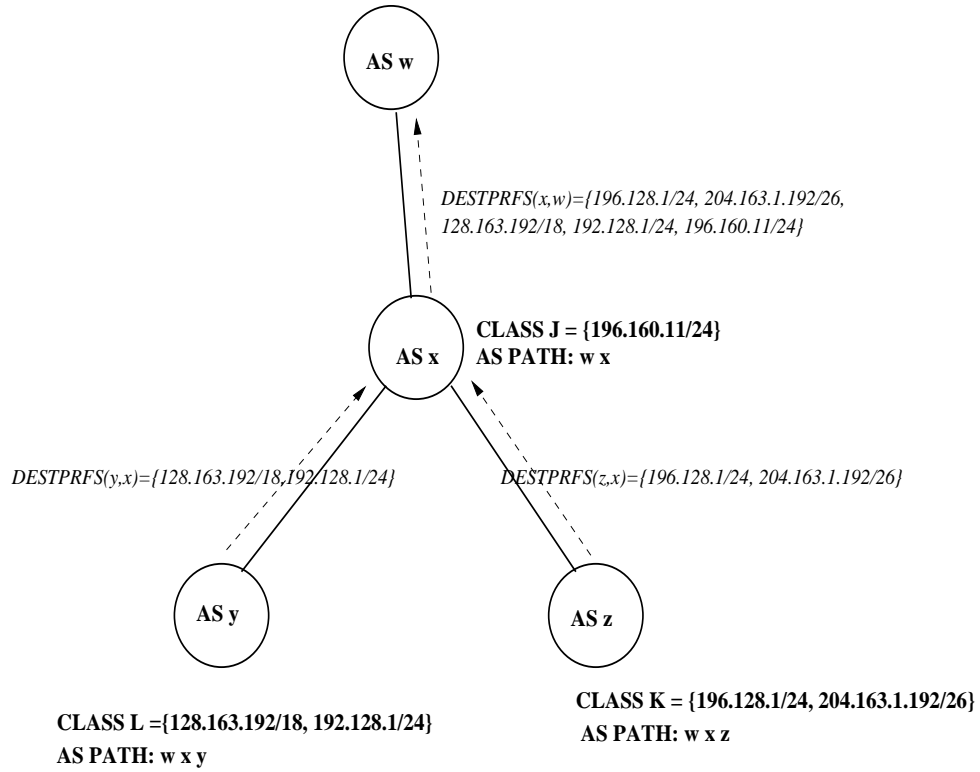 AS w
DESTPRFS(x,w)={196.128.1/24, 204.163.1.192/26,
128.163.192/18, 192.128.1/24, 196.160.11/24}
AS x
CLASS J = {196.160.11/24}
AS PATH: w x
DESTPRFS(y,x)={128.163.192/18,192.128.1/24}
DESTPRFS(z,x)={196.128.1/24, 204.163.1.192/26}
AS y
AS z
CLASS L ={128.163.192/18, 192.128.1/24}
AS PATH: w x y
CLASS K = {196.128.1/24, 204.163.1.192/26}
AS PATH: w x z